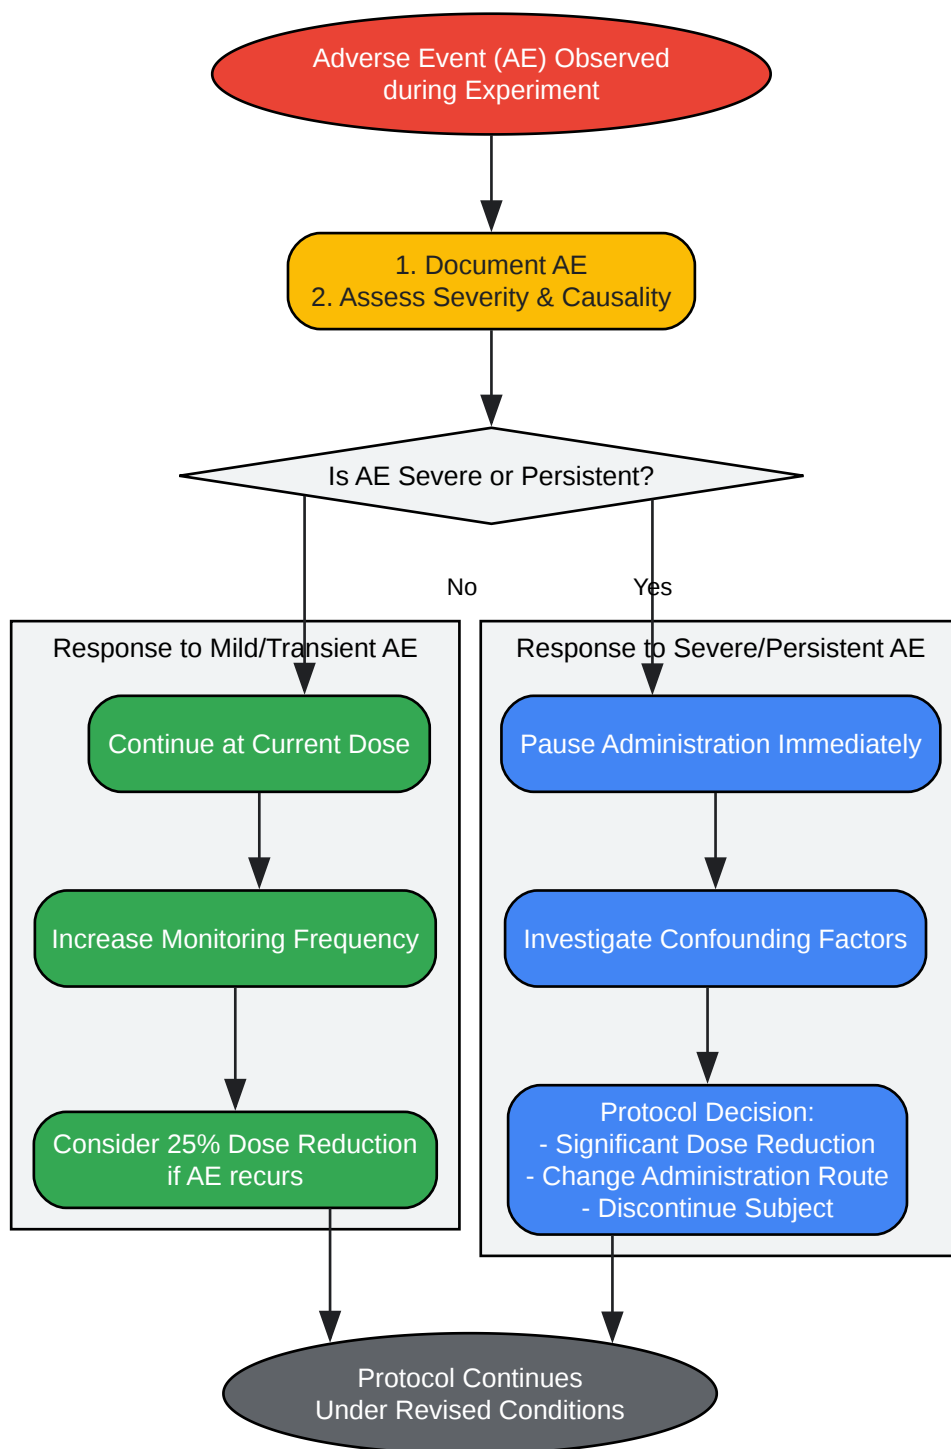 Adverse Event (AE) Observed
during Experiment
1. Document AE
2. Assess Severity & Causality
Is AE Severe or Persistent?
No
Yes
Response to Mild/Transient AE
Continue at Current Dose
Increase Monitoring Frequency
Consider 25% Dose Reduction
if AE recurs
Response to Severe/Persistent AE
Pause Administration Immediately
Investigate Confounding Factors
Protocol Decision:
- Significant Dose Reduction
- Change Administration Route
- Discontinue Subject
Protocol Continues
Under Revised Conditions